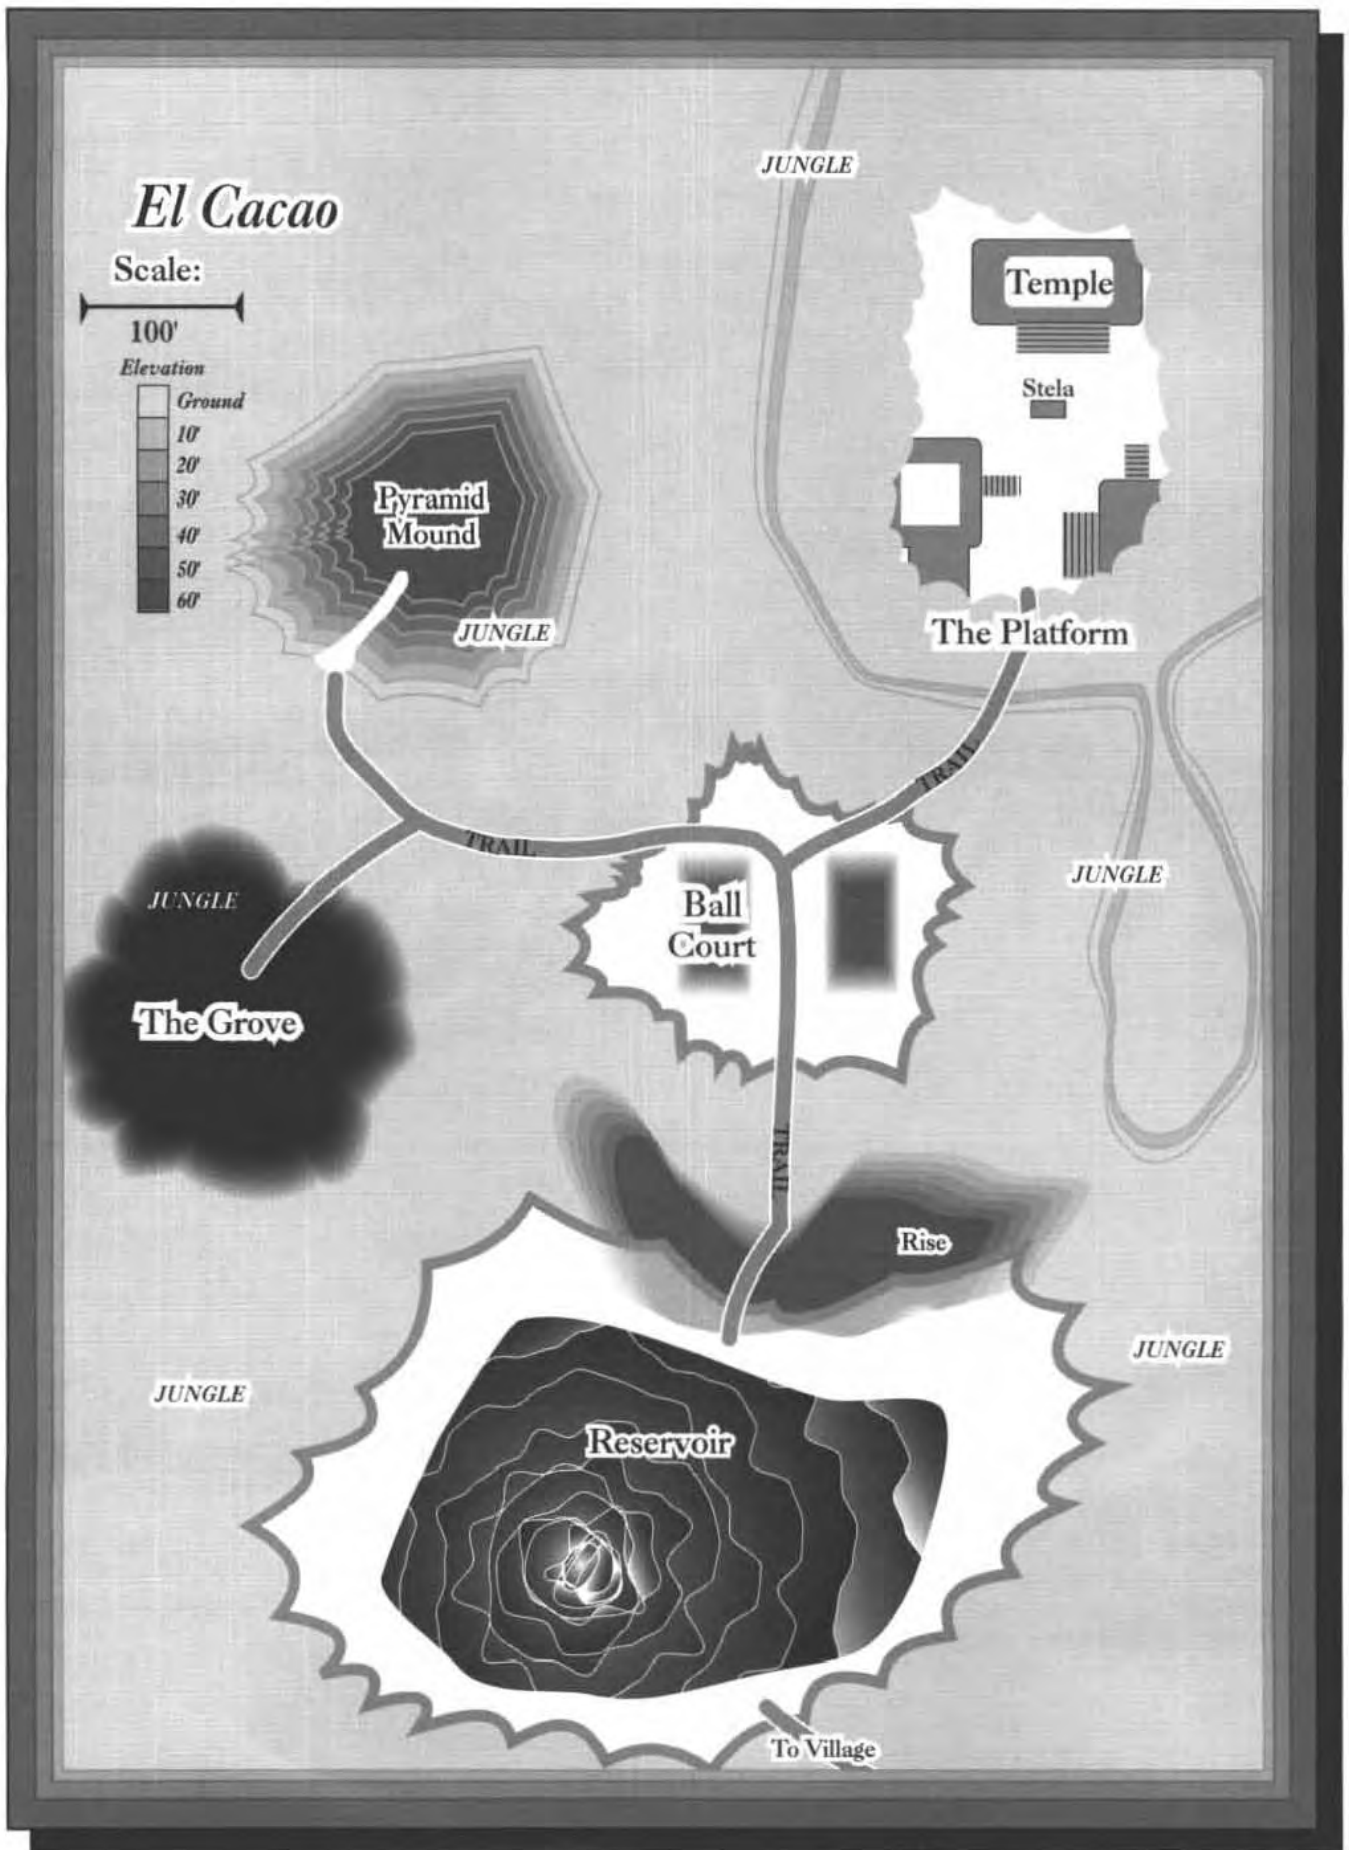 JUNGLE
El Cacao
Scale:
100'
Elevation
Ground
10'
20'
30'
40'
50'
60'
Temple
Stela
Pyramid
Mound
JUNGLE
The Platform
TRAIL
TRAIL
JUNGLE
JUNGLE
Ball
Court
The Grove
TRAIL
Rise
JUNGLE
JUNGLE
Reservoir
To Village